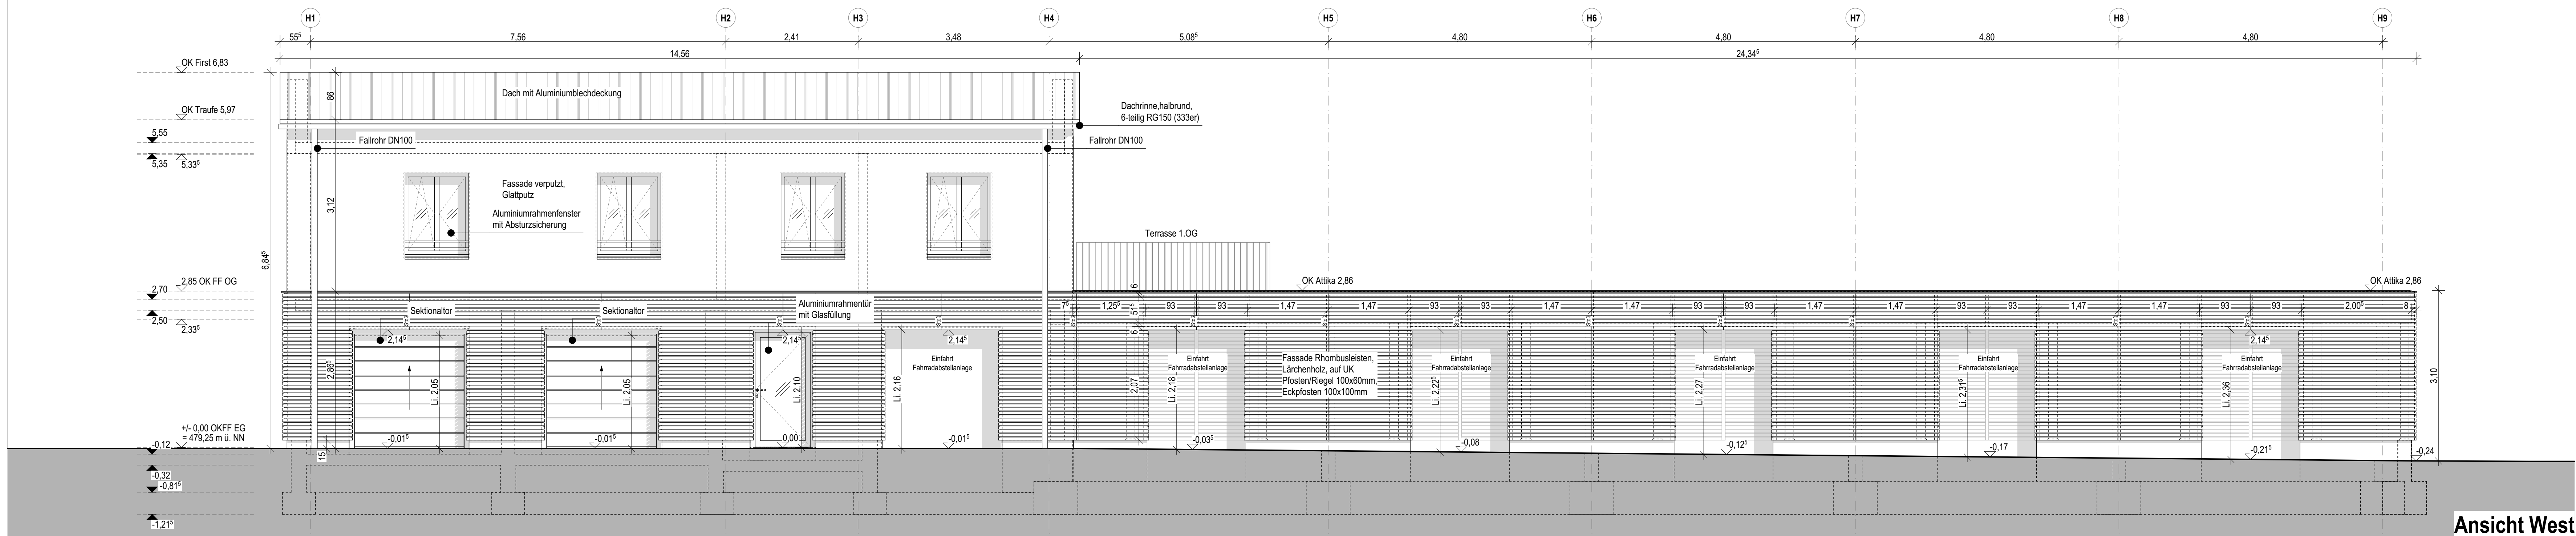 H1 H2 H3 H4 H5 H6 H7 H8 H9
55⁵ 7,56 2,41 3,48 5,08⁵ 4,80 4,80 4,80 4,80
14,56 24,34⁵
OK First 6,83
86
Dach mit Aluminiumblechdeckung
OK Traufe 5,97
Dachrinne,halbrund,
6-teilig RG150 (333er)
5,55
5,35 5,33⁵
Fallrohr DN100
Fallrohr DN100
Fassade verputzt,
Glattputz
Aluminiumrahmenfenster
mit Absturzsicherung
3,12
6,84⁵
Terrasse 1.OG
2,85 OK FF OG
2,70
2,50
2,33⁵
OK Attika 2,86
OK Attika 2,86
Sektionaltor
Sektionaltor
Aluminiumrahmentür
mit Glasfüllung
7⁵ 1,25⁵ 93 93 1,47 1,47 93 93 1,47 1,47 93 93 1,47 1,47 93 93 1,47 1,47 93 93 2,00⁵ 8
6
51⁵
6
2,07
2,14⁵
2,14⁵
2,14⁵
2,14⁵
2,86⁵
Li. 2,05
Li. 2,05
Li. 2,10
Li. 2,16
Li. 2,18
Li. 2,22⁵
Li. 2,27
Li. 2,31⁵
Li. 2,36
3,10
Einfahrt
Fahrradabstellanlage
Einfahrt
Fahrradabstellanlage
Fassade Rhombusleisten,
Lärchenholz, auf UK
Pfosten/Riegel 100x60mm,
Eckpfosten 100x100mm
Einfahrt
Fahrradabstellanlage
Einfahrt
Fahrradabstellanlage
Einfahrt
Fahrradabstellanlage
Einfahrt
Fahrradabstellanlage
+/- 0,00 OKFF EG
= 479,25 m ü. NN
-0,12
15
-0,01⁵
-0,01⁵
0,00
-0,01⁵
-0,03⁵
-0,08
-0,12⁵
-0,17
-0,21⁵
-0,24
-0,32
-0,81⁵
-1,21⁵
Ansicht West